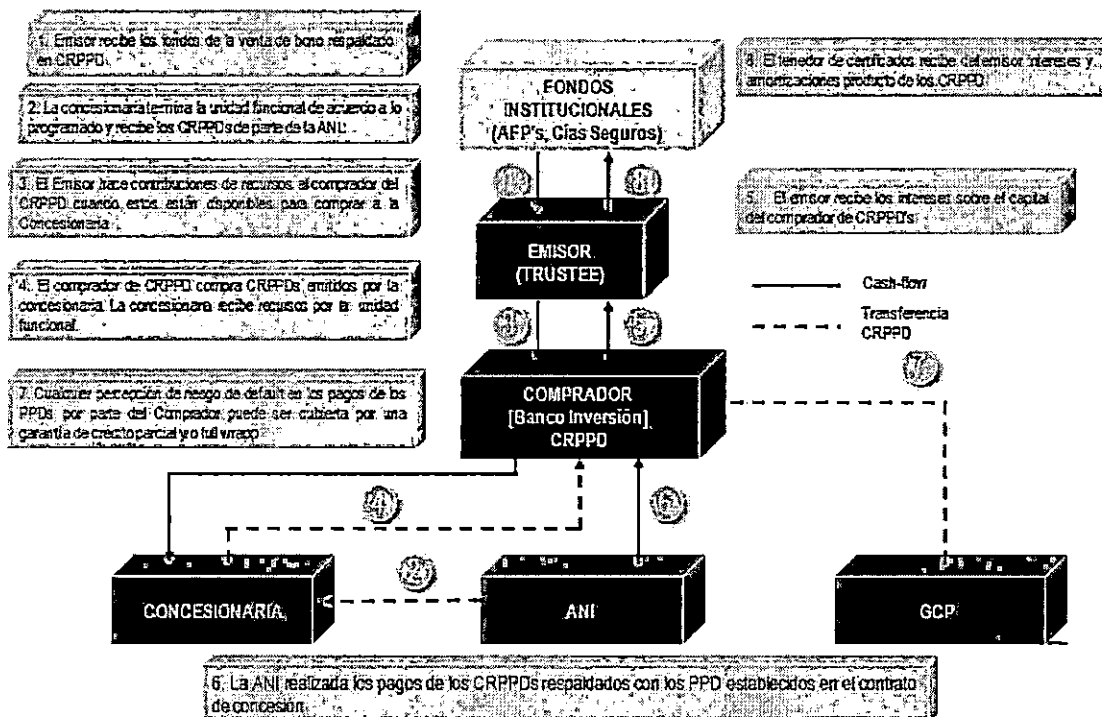 1. Emisor recibe los fondos de la venta de bono respaldado
en CRPPD.
2. La concesionaria termina la unidad funcional de acuerdo a lo
programado y recibe los CRPPDs de parte de la ANI.
3. El Emisor hace contribuciones de recursos al comprador del
CRPPD cuando estos están disponibles para comprar a la
Concesionaria
4. El comprador de CRPPD compra CRPPDs emitidos por la
concesionaria. La concesionaria recibe recursos por la unidad
funcional.
7. Cualquier percepción de riesgo de default en los pagos de los
PPDs, por parte del Comprador puede ser cubierta por una
garantía de crédito parcial y/o full wrapp
FONDOS
INSTITUCIONALES
(AFP's, Cías Seguros)
8. El tenedor de certificados recibe del emisor intereses y
amortizaciones producto de los CRPPD
5. El emisor recibe los intereses sobre el capital
del comprador de CRPPD's
EMISOR
(TRUSTEE)
3
5
Cash-flow
Transferencia
CRPPD
7
COMPRADOR
[Banco Inversión]
CRPPD
4
6
2
CONCESIONARIA
ANI
GCP
6. La ANI realizada los pagos de los CRPPDs respaldados con los PPD establecidos en el contrato
de concesión